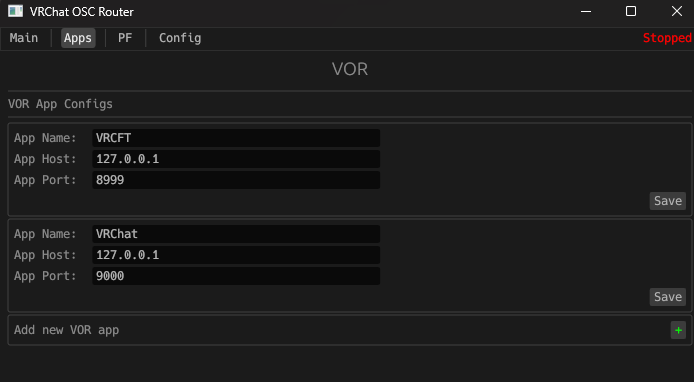 VRChat OSC Router
Main Apps PF Config Stopped
VOR
VOR App Configs
App Name: VRCFT
App Host: 127.0.0.1
App Port: 8999
Save
App Name: VRChat
App Host: 127.0.0.1
App Port: 9000
Save
Add new VOR app +